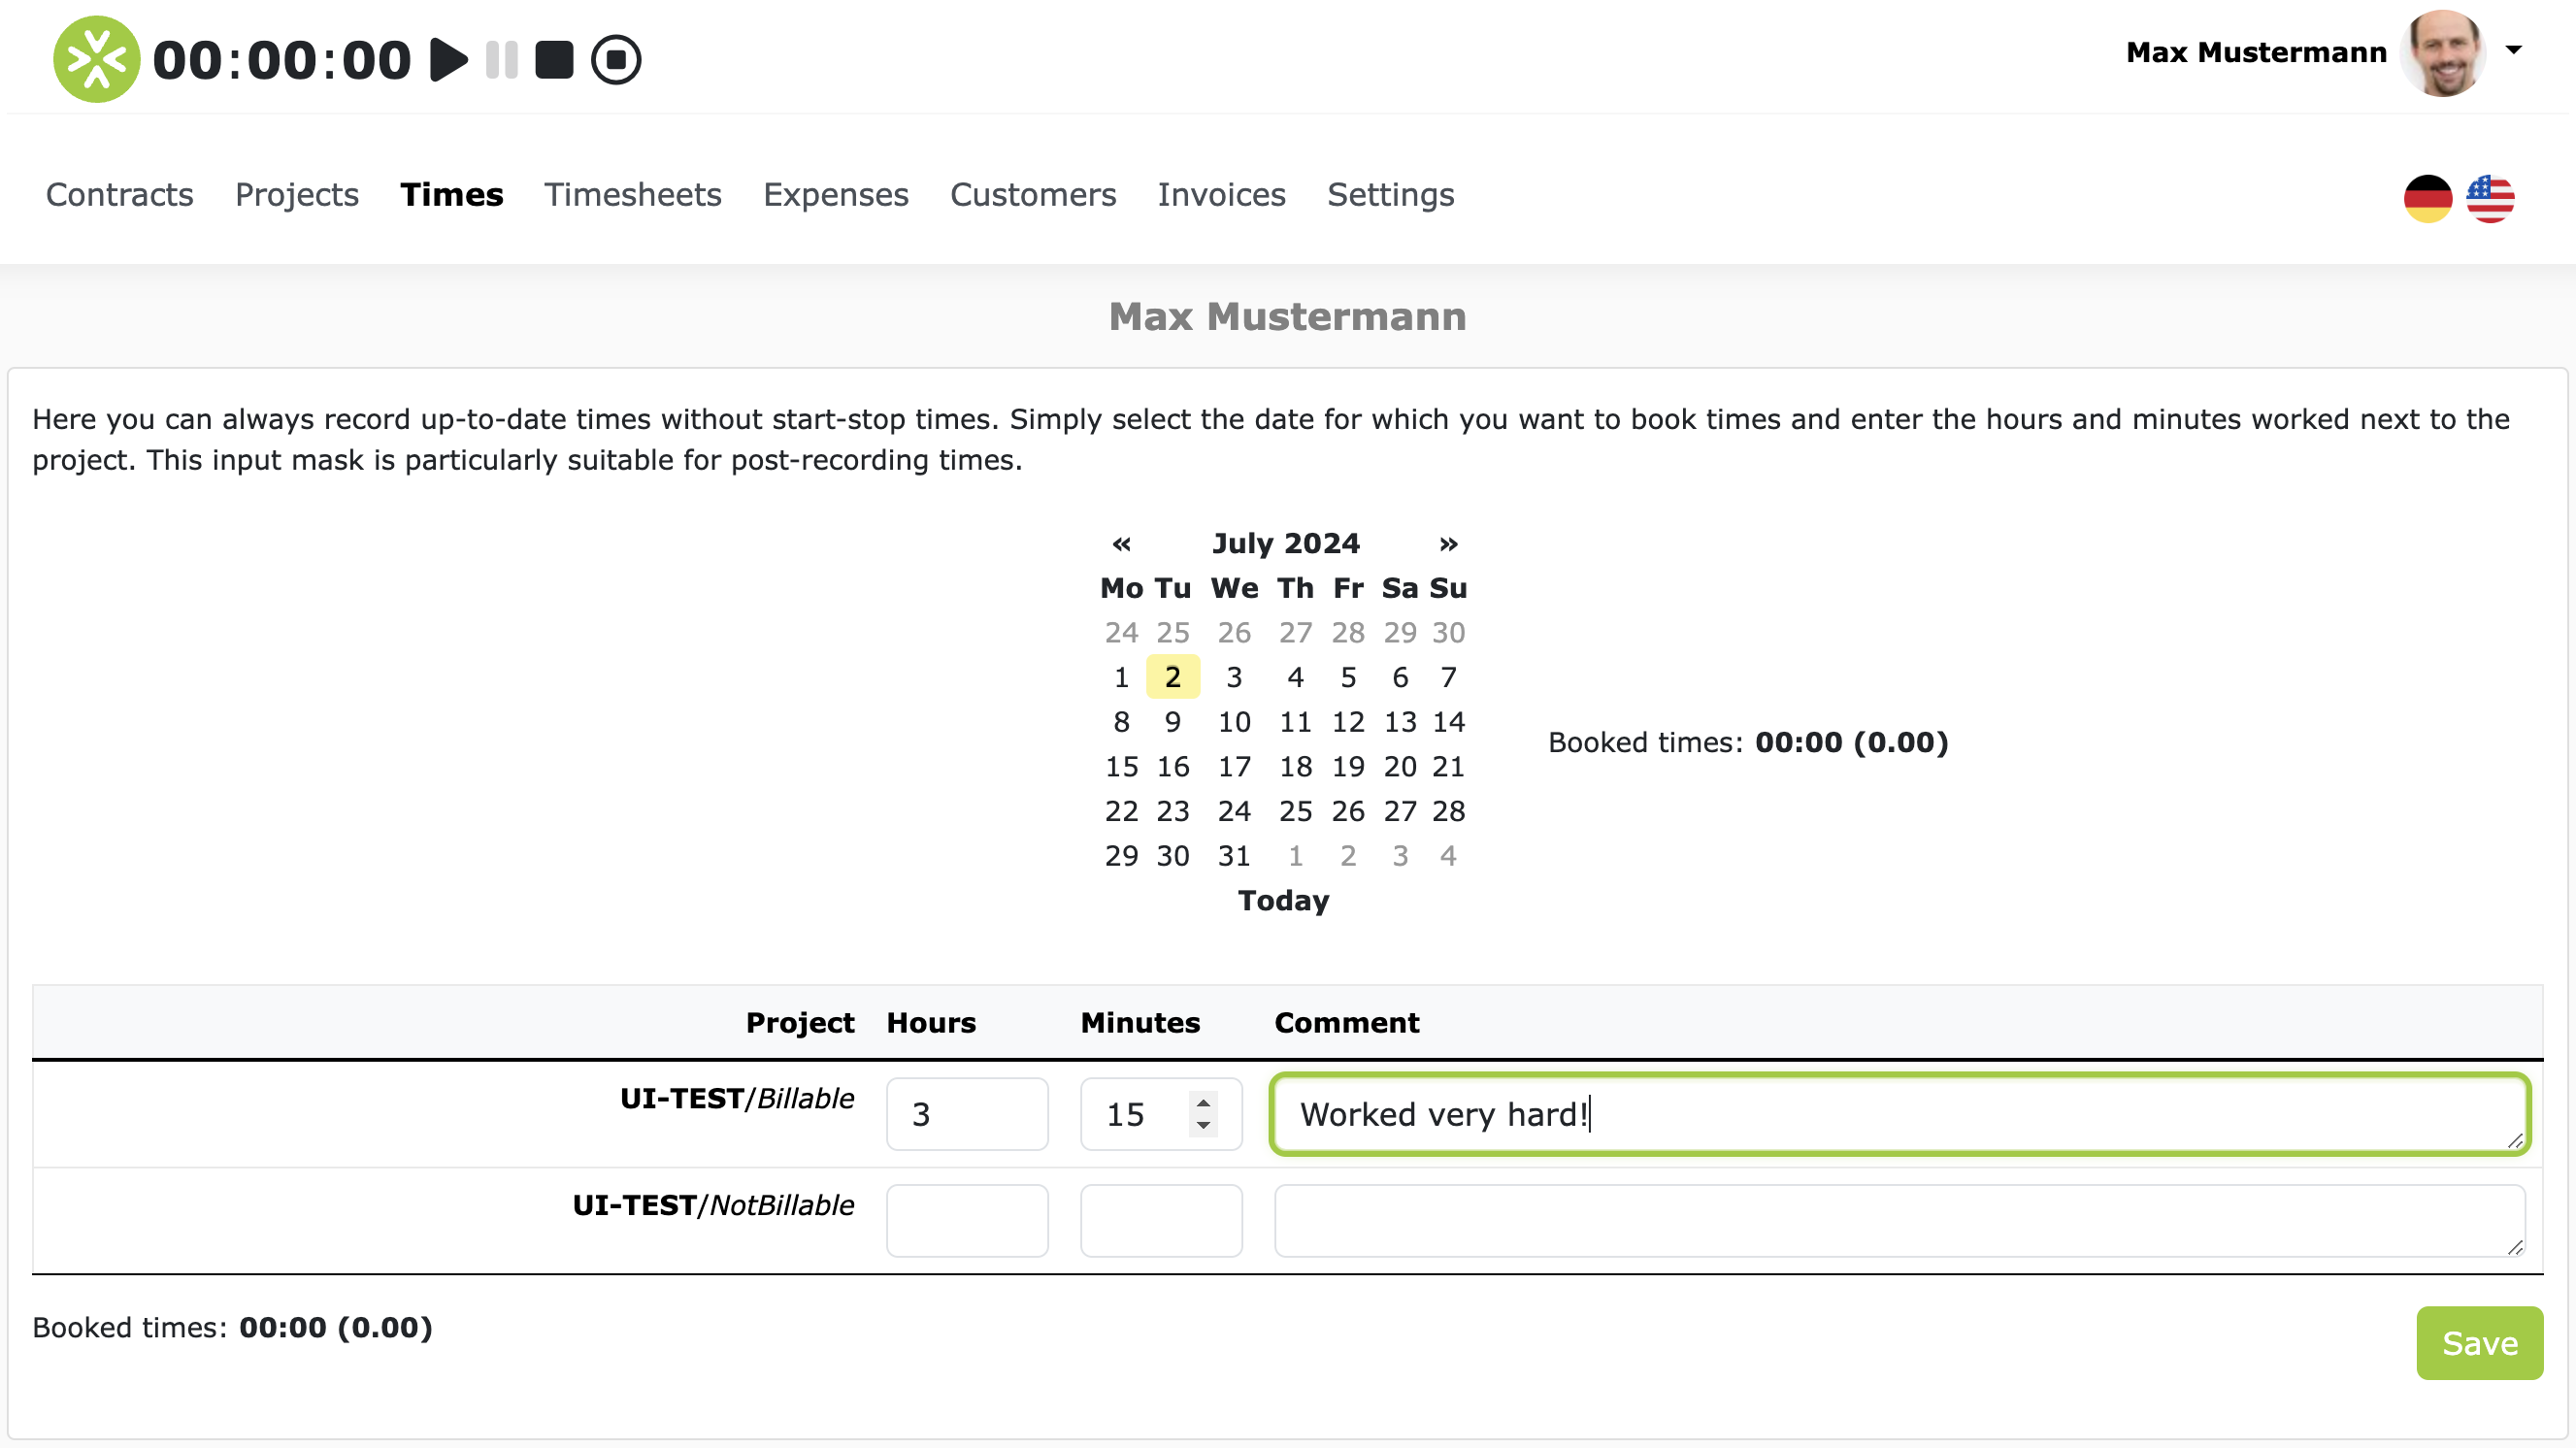 00:00:00
Max Mustermann
Contracts Projects Times Timesheets Expenses Customers Invoices Settings
Max Mustermann
Here you can always record up-to-date times without start-stop times. Simply select the date for which you want to book times and enter the hours and minutes worked next to the
project. This input mask is particularly suitable for post-recording times.
« July 2024 »
Mo Tu We Th Fr Sa Su
24 25 26 27 28 29 30
1 2 3 4 5 6 7
8 9 10 11 12 13 14
15 16 17 18 19 20 21
22 23 24 25 26 27 28
29 30 31 1 2 3 4
Today
Booked times: 00:00 (0.00)
Project Hours Minutes Comment
UI-TEST/Billable 3 15 Worked very hard!
UI-TEST/NotBillable
Booked times: 00:00 (0.00)
Save